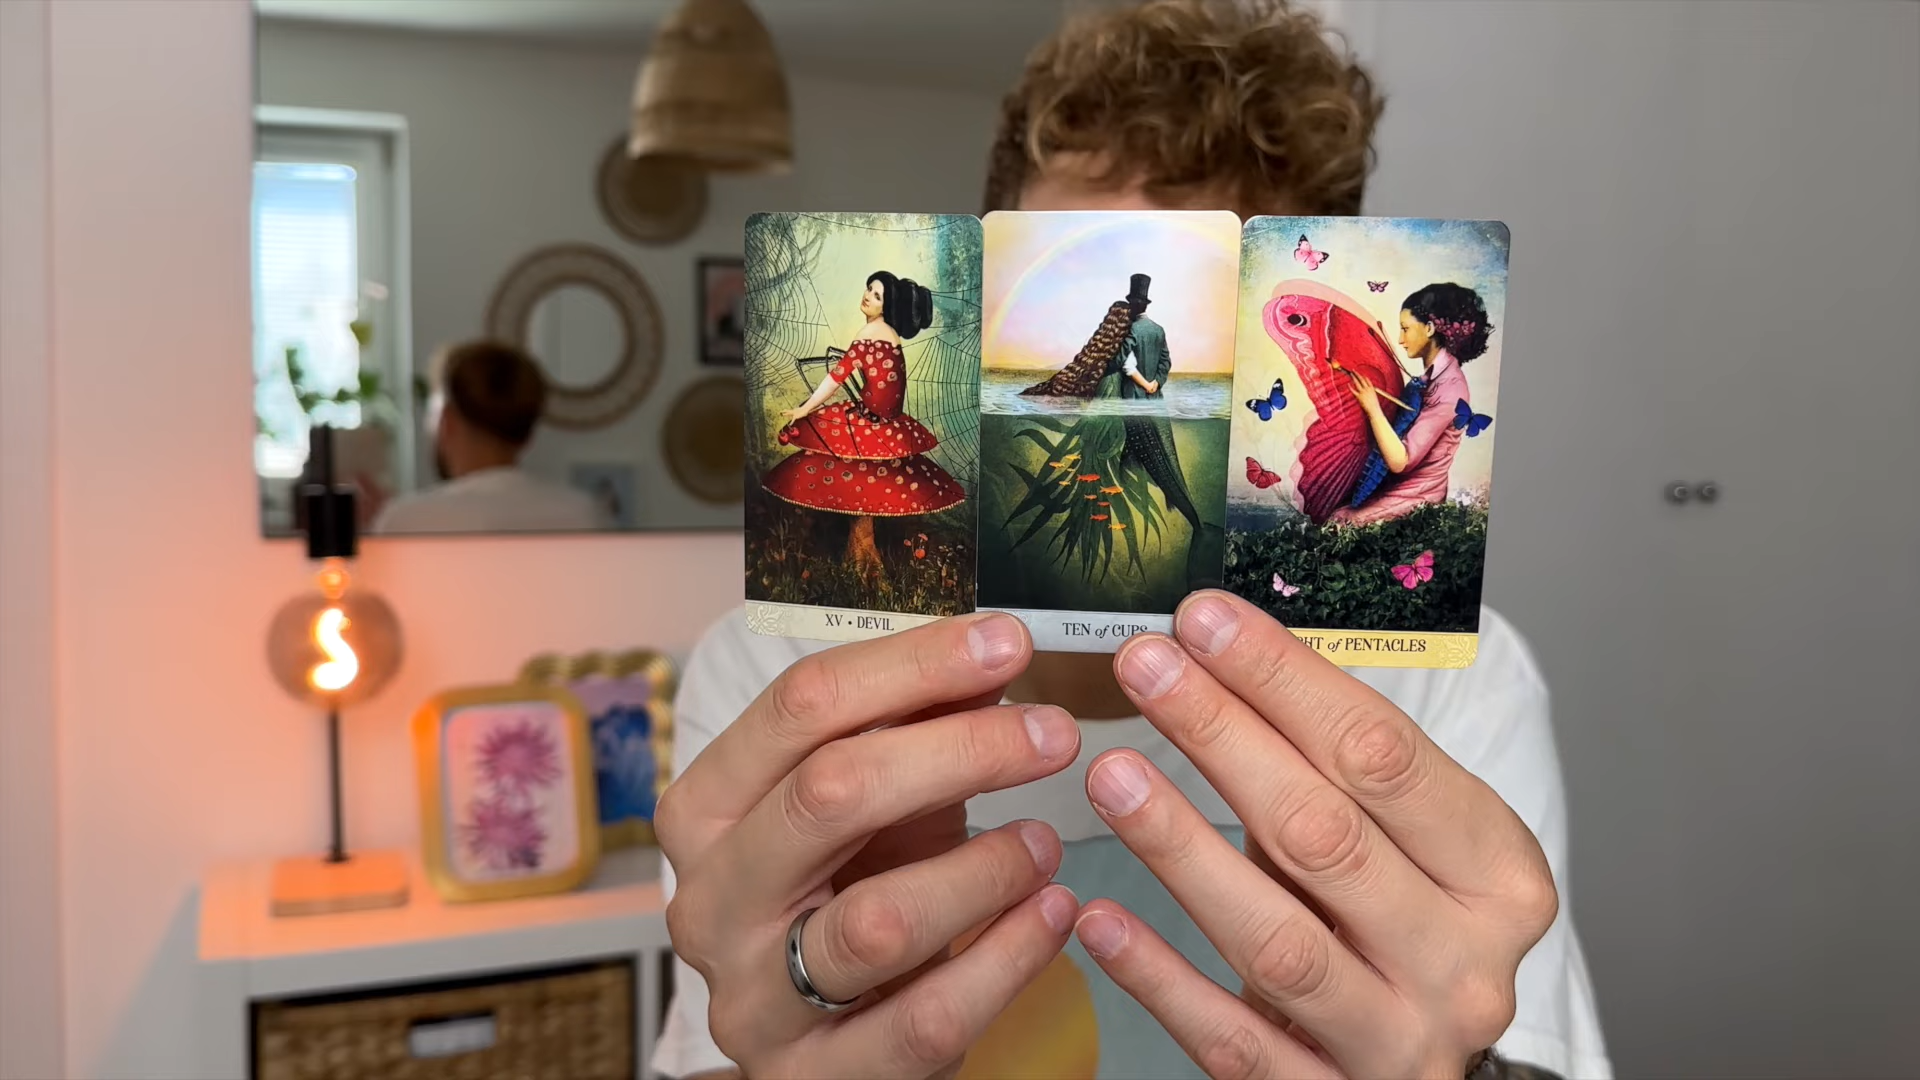 XV • DEVIL
TEN of CUPS
HT of PENTACLES